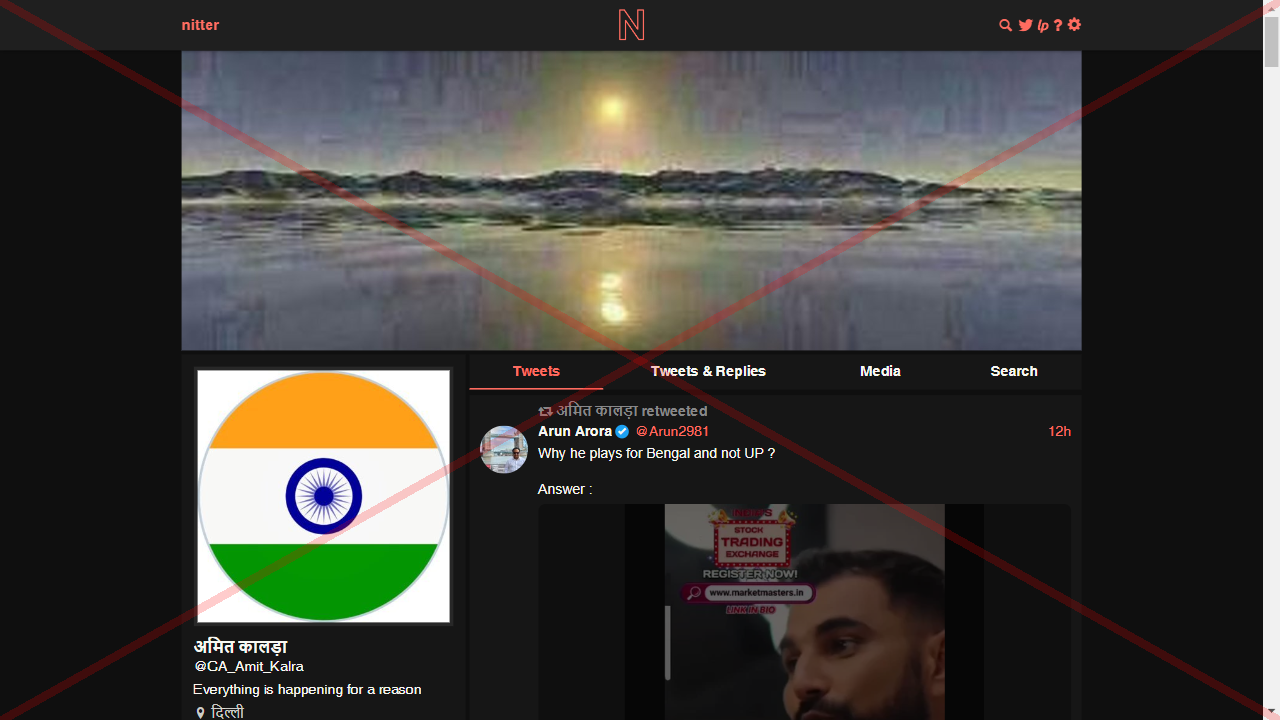 nitter
Tweets
Tweets & Replies
Media
Search
अमित कालड़ा retweeted
Arun Arora
@Arun2981
12h
Why he plays for Bengal and not UP ?
Answer :
STOCK
TRADING
EXCHANGE
REGISTER NOW!
www.marketmasters.in
LINK IN BIO
अमित कालड़ा
@CA_Amit_Kalra
Everything is happening for a reason
दिल्ली